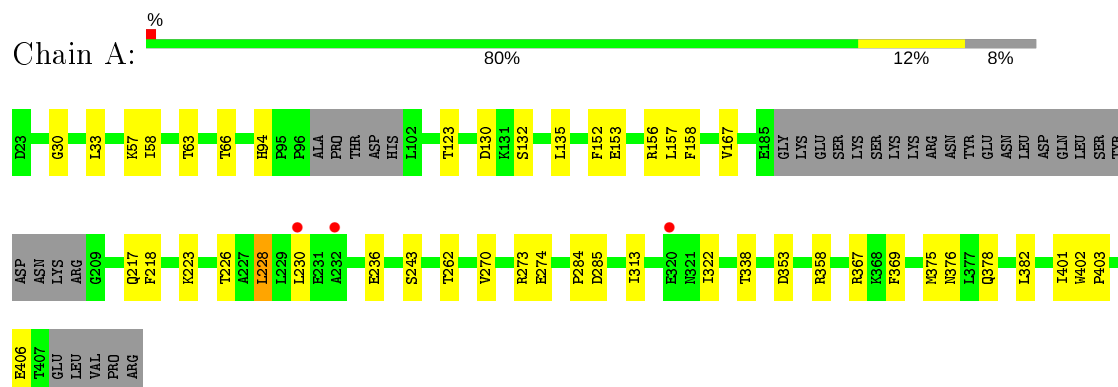 %
Chain A:
80% 12% 8%
D23 G30 L33 K57 I58 T63 T66 H94 P95 P96 ALA PRO THR ASP HIS L102 T123 D130 K131 S132 L135 F152 E153 R156 L157 F158 V167 E185 GLY LYS GLU SER LYS SER LYS LYS ARG ASN TYR GLU ASN LEU ASP GLN LEU SER TYR
ASP ASN LYS ARG G209 Q217 F218 K223 T226 A227 L228 L229 L230 E231 A232 E236 S243 T262 V270 R273 E274 P284 D285 I313 E320 N321 I322 T338 D353 R358 R367 K368 F369 M375 N376 L377 Q378 L382 I401 W402 P403
E406 T407 GLU LEU VAL PRO ARG